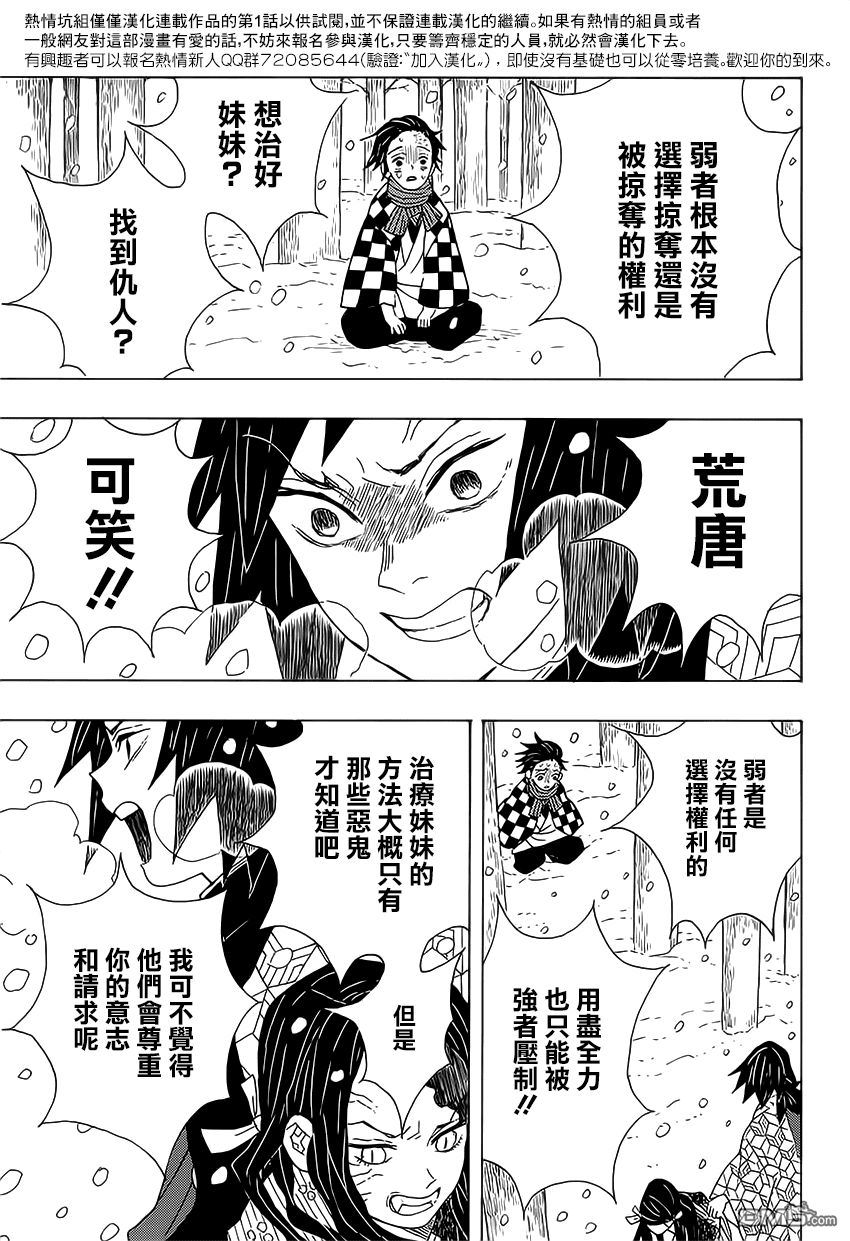 熱情坑組僅僅漢化連載作品的第1話以供試閱,並不保證連載漢化的繼續。如果有熱情的組員或者
一般網友對這部漫畫有愛的話,不妨來報名參與漢化,只要籌齊穩定的人員,就必然會漢化下去。
有興趣者可以報名熱情新人QQ群72085644(驗證:〝加入漢化〞),即使沒有基礎也可以從零培養。歡迎你的到來。
弱者根本沒有
選擇掠奪還是
被掠奪的權利
想治好
妹妹?
找到仇人?
荒唐
可笑!!
弱者是
沒有任何
選擇權利的
用盡全力
也只能被
強者壓制!!
治療妹妹的
方法大概只有
那些惡鬼
才知道吧
但是
我可不覺得
他們會尊重
你的意志
和請求呢